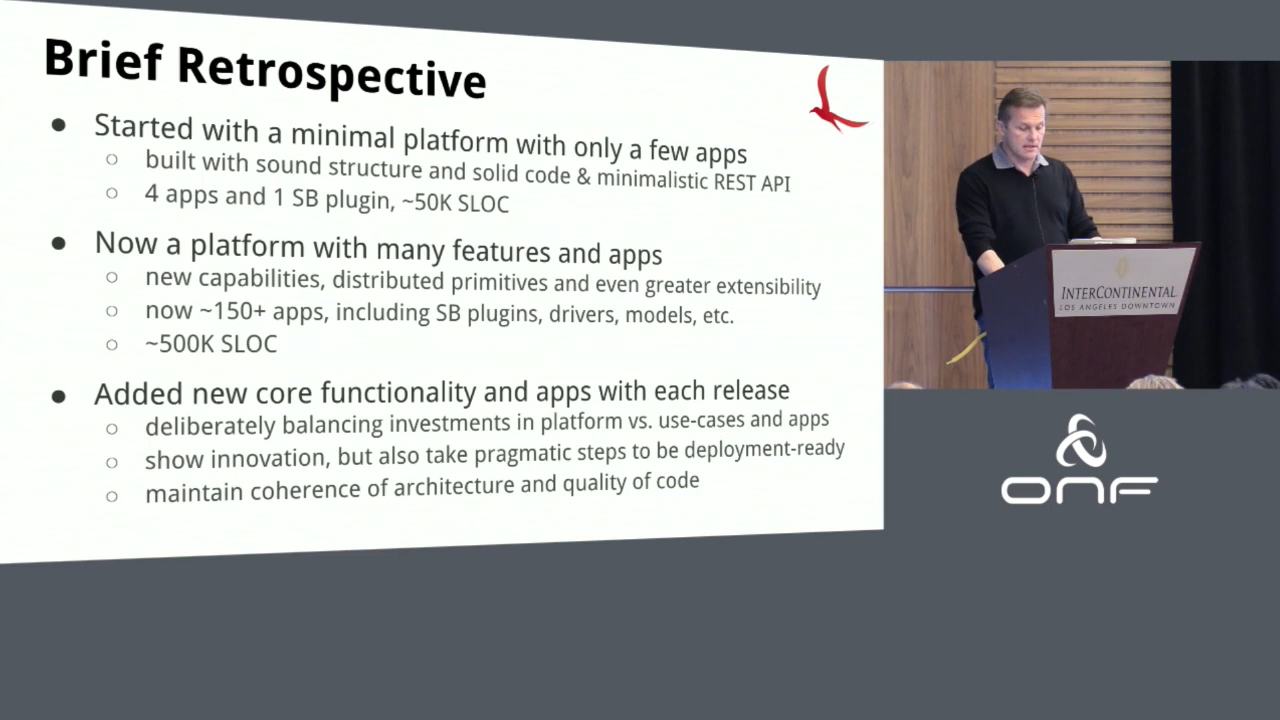 Brief Retrospective
● Started with a minimal platform with only a few apps
○ built with sound structure and solid code & minimalistic REST API
○ 4 apps and 1 SB plugin, ~50K SLOC
● Now a platform with many features and apps
○ new capabilities, distributed primitives and even greater extensibility
○ now ~150+ apps, including SB plugins, drivers, models, etc.
○ ~500K SLOC
● Added new core functionality and apps with each release
○ deliberately balancing investments in platform vs. use-cases and apps
○ show innovation, but also take pragmatic steps to be deployment-ready
○ maintain coherence of architecture and quality of code
INTERCONTINENTAL
LOS ANGELES DOWNTOWN
ONF